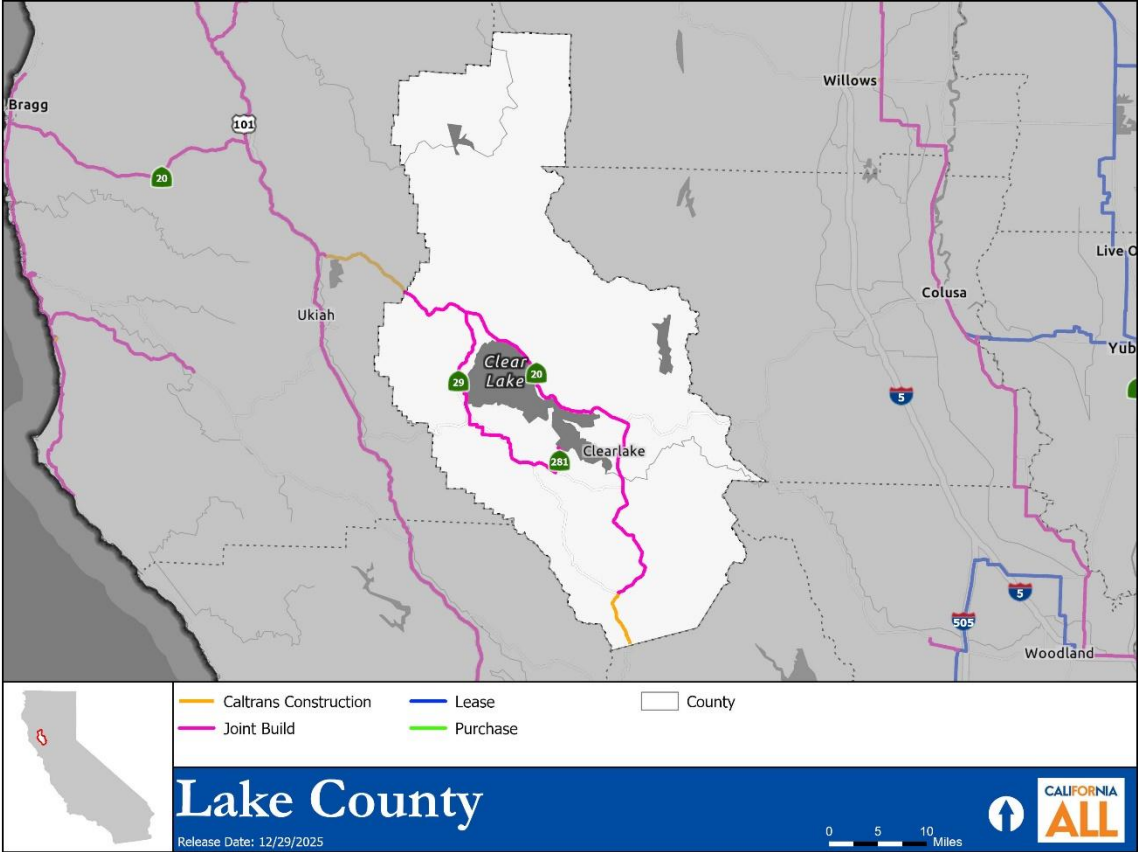 Bragg
101
20
Willows
Live O
Colusa
Ukiah
Yub
Clear
Lake
20
29
5
Clearlake
281
5
505
Woodland
Caltrans Construction
Lease
County
Joint Build
Purchase
Lake County
Release Date: 12/29/2025
0 5 10
Miles
CALIFORNIA
ALL